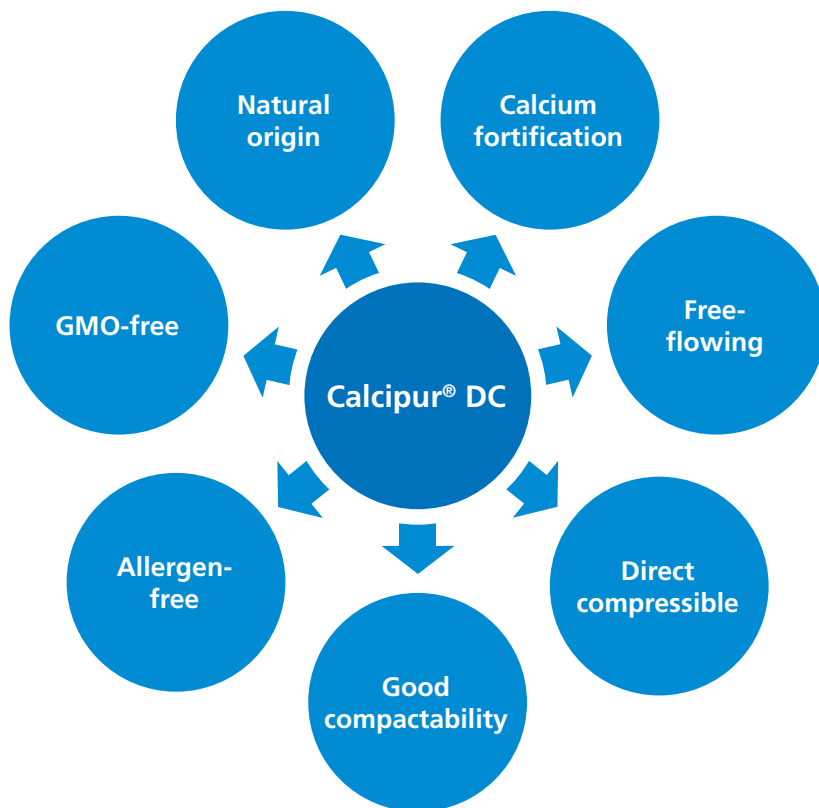 Natural
origin
Calcium
fortification
GMO-free
Free-
flowing
Calcipur® DC
Allergen-
free
Direct
compressible
Good
compactability